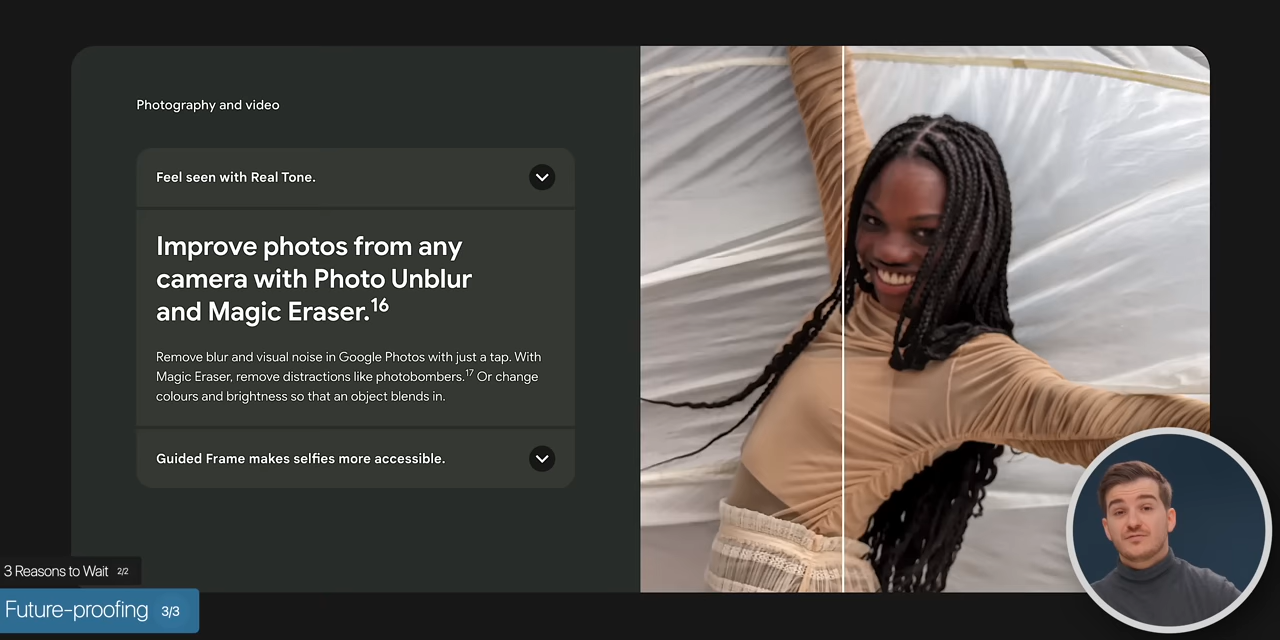 Photography and video
Feel seen with Real Tone.
Improve photos from any
camera with Photo Unblur
and Magic Eraser.16
Remove blur and visual noise in Google Photos with just a tap. With
Magic Eraser, remove distractions like photobombers.17 Or change
colours and brightness so that an object blends in.
Guided Frame makes selfies more accessible.
3 Reasons to Wait 2/2
Future-proofing 3/3